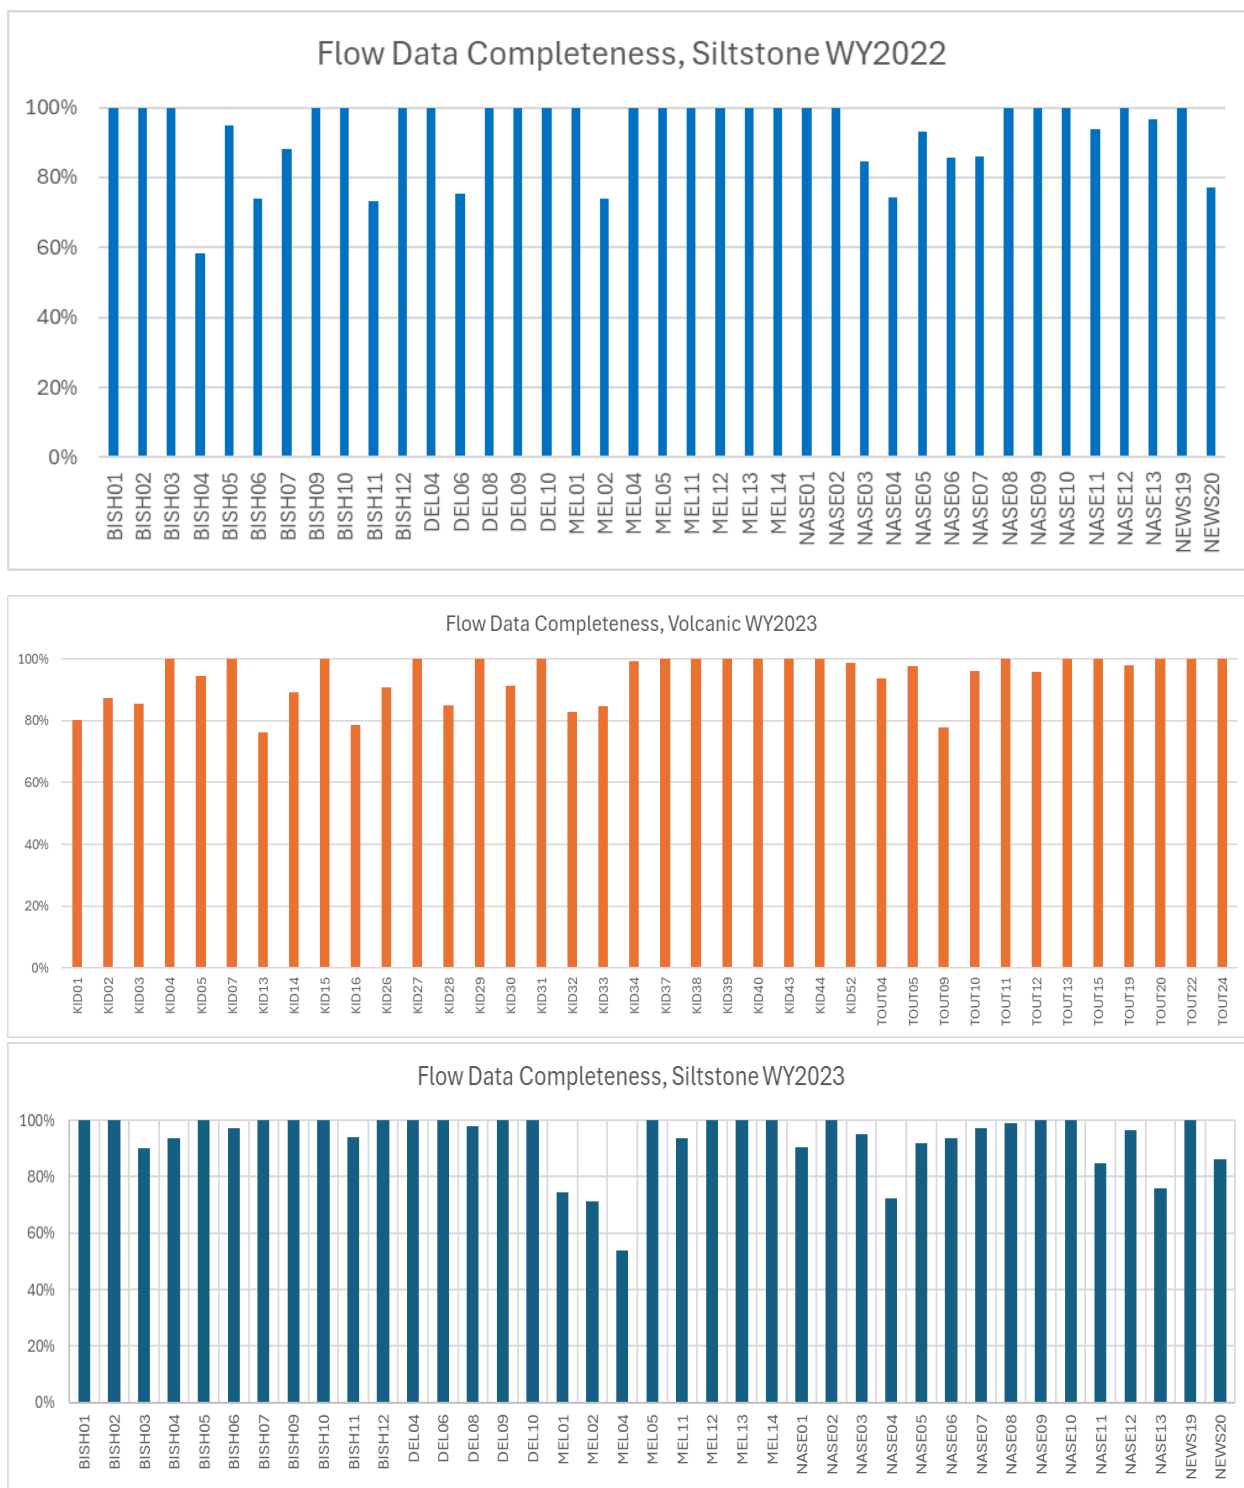 Flow Data Completeness, Siltstone WY2022
100%
80%
60%
40%
20%
0%
BISH01
BISH02
BISH03
BISH04
BISH05
BISH06
BISH07
BISH09
BISH10
BISH11
BISH12
DEL04
DEL06
DEL08
DEL09
DEL10
MEL01
MEL02
MEL04
MEL05
MEL11
MEL12
MEL13
MEL14
NASE01
NASE02
NASE03
NASE04
NASE05
NASE06
NASE07
NASE08
NASE09
NASE10
NASE11
NASE12
NASE13
NEWS19
NEWS20
Flow Data Completeness, Volcanic WY2023
100%
80%
60%
40%
20%
0%
KID01
KID02
KID03
KID04
KID05
KID07
KID13
KID14
KID15
KID16
KID26
KID27
KID28
KID29
KID30
KID31
KID32
KID33
KID34
KID37
KID38
KID39
KID40
KID43
KID44
KID52
TOUT04
TOUT05
TOUT09
TOUT10
TOUT11
TOUT12
TOUT13
TOUT15
TOUT19
TOUT20
TOUT22
TOUT24
Flow Data Completeness, Siltstone WY2023
100%
80%
60%
40%
20%
0%
BISH01
BISH02
BISH03
BISH04
BISH05
BISH06
BISH07
BISH09
BISH10
BISH11
BISH12
DEL04
DEL06
DEL08
DEL09
DEL10
MEL01
MEL02
MEL04
MEL05
MEL11
MEL12
MEL13
MEL14
NASE01
NASE02
NASE03
NASE04
NASE05
NASE06
NASE07
NASE08
NASE09
NASE10
NASE11
NASE12
NASE13
NEWS19
NEWS20